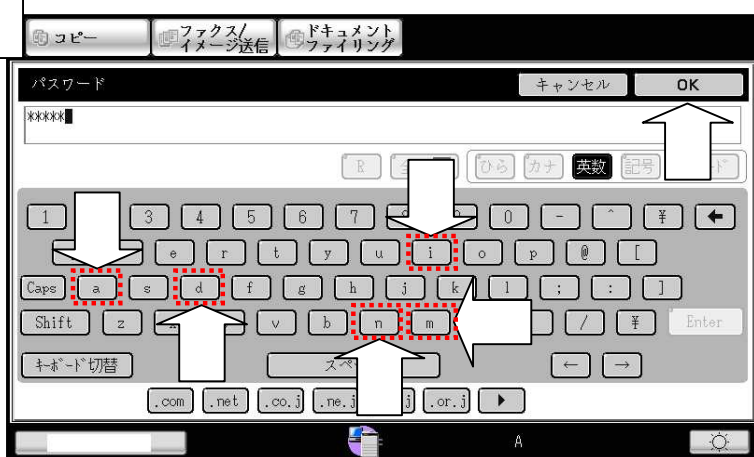 コピー
ファクス/
イメージ送信
ドキュメント
ファイリング
パスワード
キャンセル
OK
*****
R
ひら カナ 英数 記号
1 3 4 5 6 7 0 - ^ ¥ ←
e r t y u i o p @ [
Caps a s d f g h j k l ; : ]
Shift z v b n m / ¥ Enter
キーボード切替 ← →
.com .net .co.j .ne.j .or.j
A